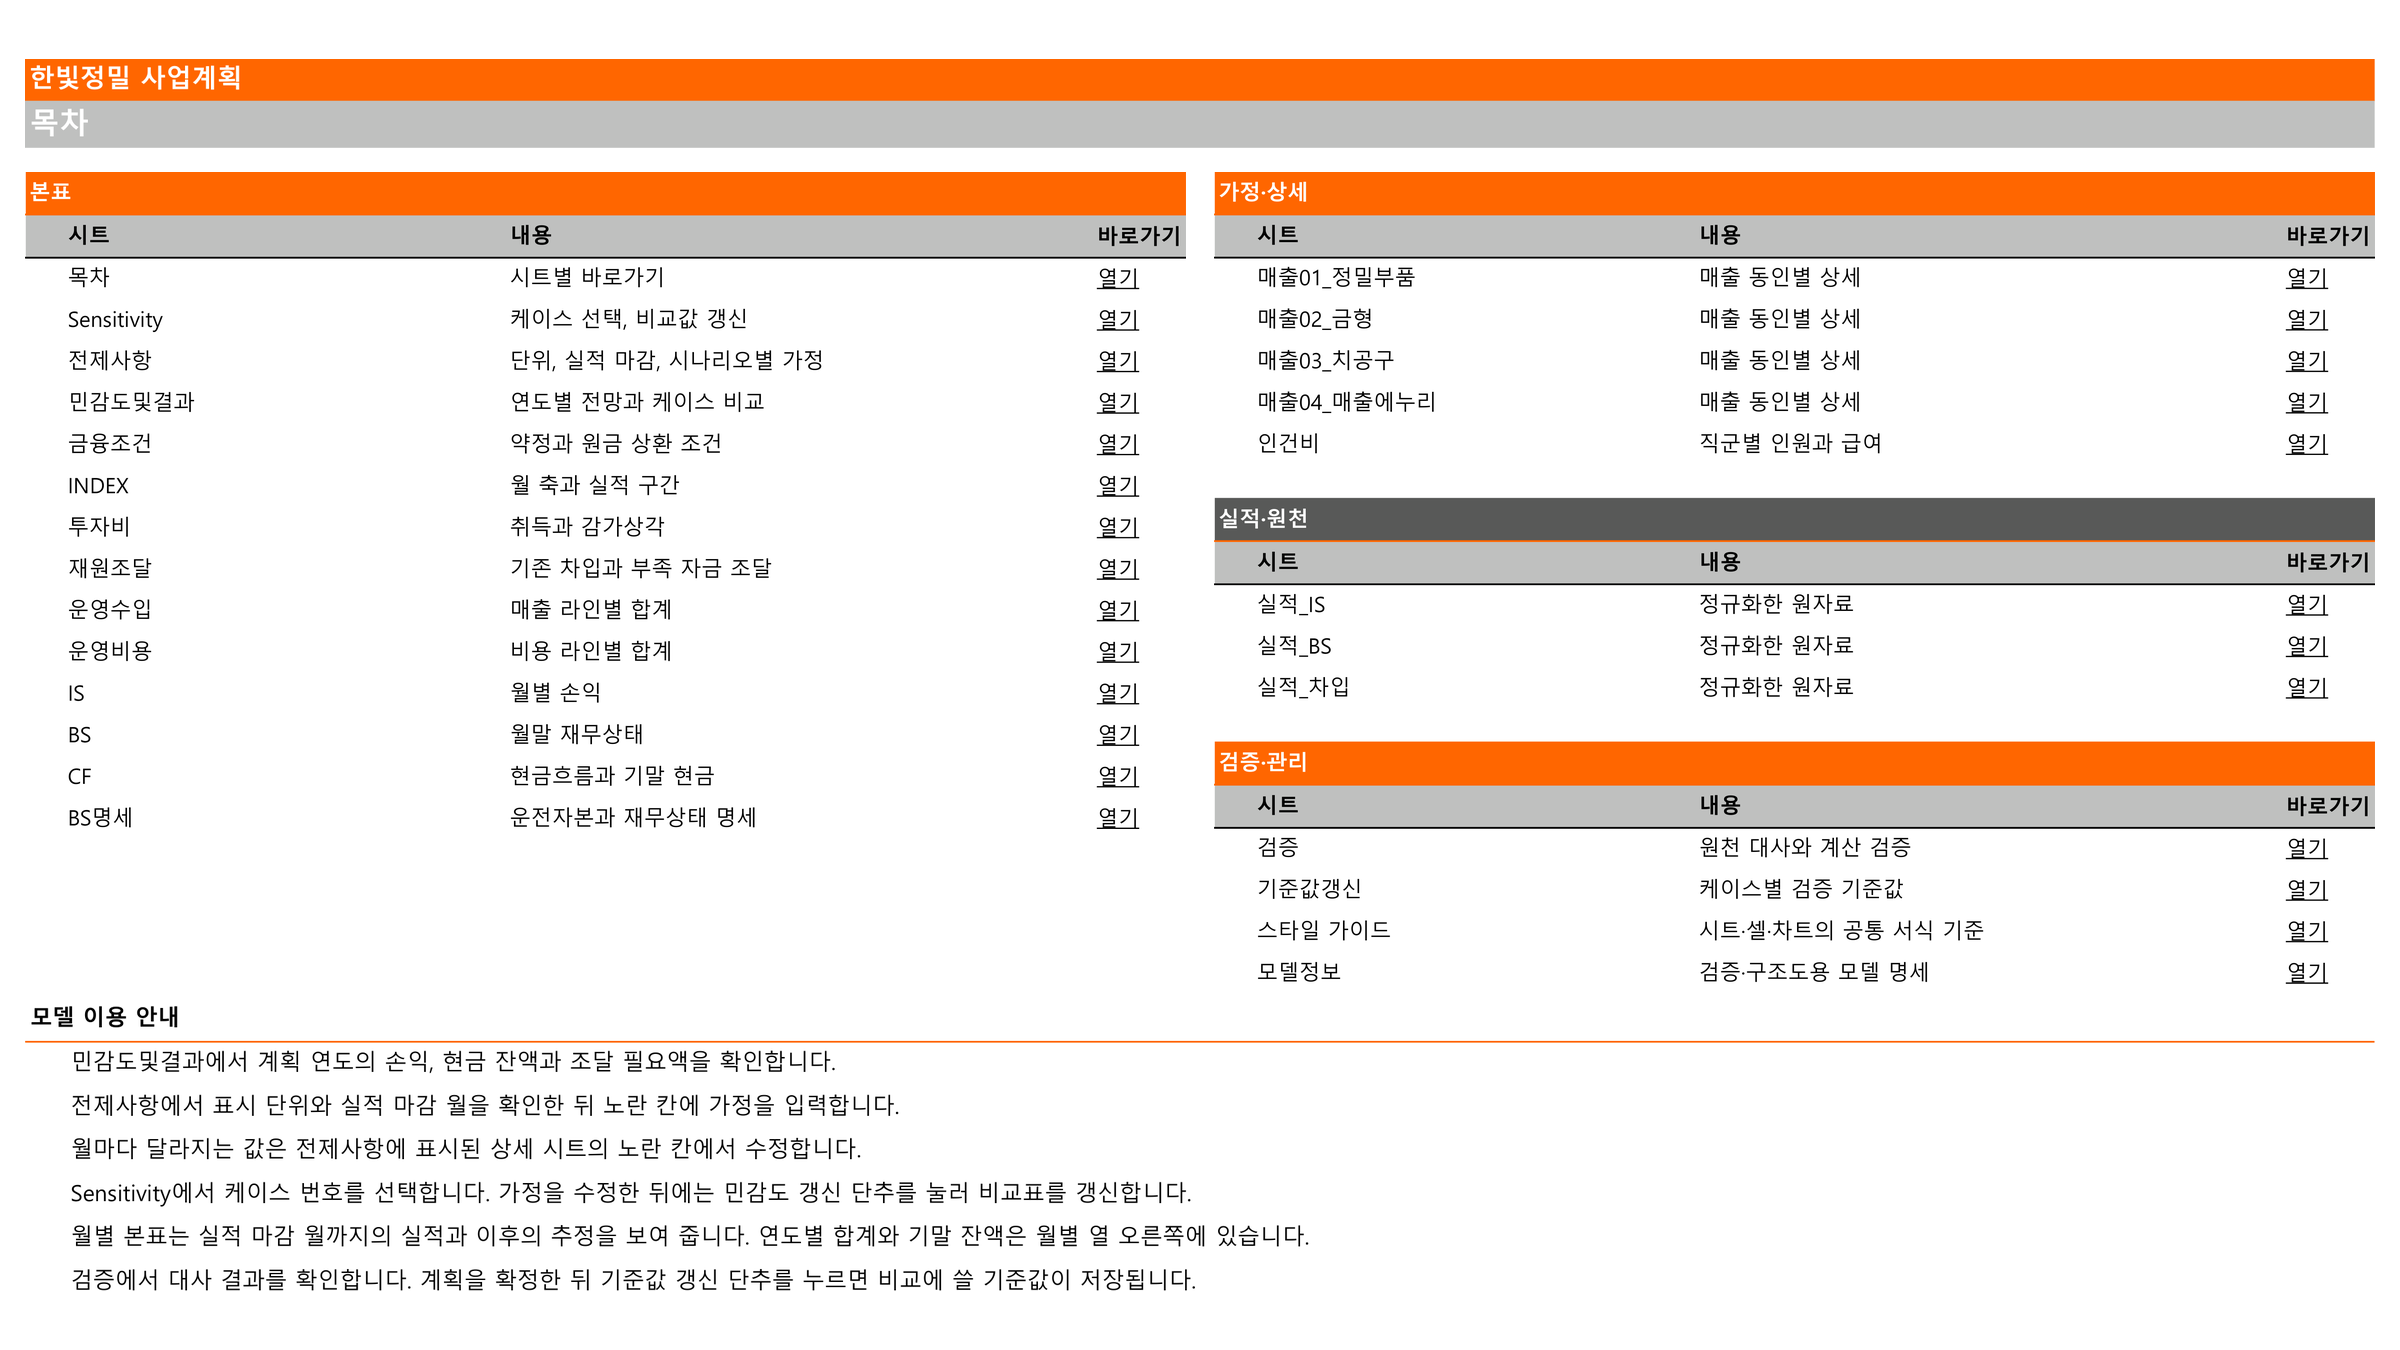 한빛정밀 사업계획
목차
본표
시트 내용 바로가기
목차 시트별 바로가기 열기
Sensitivity 케이스 선택, 비교값 갱신 열기
전제사항 단위, 실적 마감, 시나리오별 가정 열기
민감도및결과 연도별 전망과 케이스 비교 열기
금융조건 약정과 원금 상환 조건 열기
INDEX 월 축과 실적 구간 열기
투자비 취득과 감가상각 열기
재원조달 기존 차입과 부족 자금 조달 열기
운영수입 매출 라인별 합계 열기
운영비용 비용 라인별 합계 열기
IS 월별 손익 열기
BS 월말 재무상태 열기
CF 현금흐름과 기말 현금 열기
BS명세 운전자본과 재무상태 명세 열기
가정·상세
시트 내용 바로가기
매출01_정밀부품 매출 동인별 상세 열기
매출02_금형 매출 동인별 상세 열기
매출03_치공구 매출 동인별 상세 열기
매출04_매출에누리 매출 동인별 상세 열기
인건비 직군별 인원과 급여 열기
실적·원천
시트 내용 바로가기
실적_IS 정규화한 원자료 열기
실적_BS 정규화한 원자료 열기
실적_차입 정규화한 원자료 열기
검증·관리
시트 내용 바로가기
검증 원천 대사와 계산 검증 열기
기준값갱신 케이스별 검증 기준값 열기
스타일 가이드 시트·셀·차트의 공통 서식 기준 열기
모델정보 검증·구조도용 모델 명세 열기
모델 이용 안내
민감도및결과에서 계획 연도의 손익, 현금 잔액과 조달 필요액을 확인합니다.
전제사항에서 표시 단위와 실적 마감 월을 확인한 뒤 노란 칸에 가정을 입력합니다.
월마다 달라지는 값은 전제사항에 표시된 상세 시트의 노란 칸에서 수정합니다.
Sensitivity에서 케이스 번호를 선택합니다. 가정을 수정한 뒤에는 민감도 갱신 단추를 눌러 비교표를 갱신합니다.
월별 본표는 실적 마감 월까지의 실적과 이후의 추정을 보여 줍니다. 연도별 합계와 기말 잔액은 월별 열 오른쪽에 있습니다.
검증에서 대사 결과를 확인합니다. 계획을 확정한 뒤 기준값 갱신 단추를 누르면 비교에 쓸 기준값이 저장됩니다.